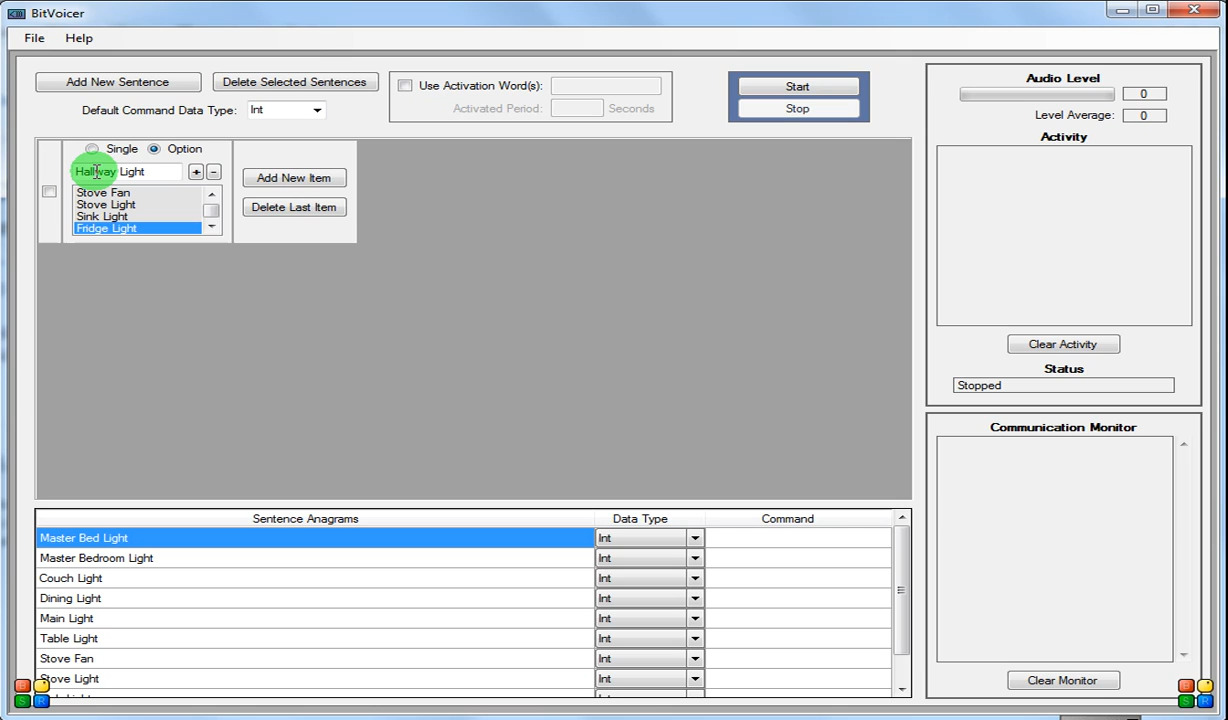 BitVoicer
File Help
Add New Sentence Delete Selected Sentences
Default Command Data Type: Int
Use Activation Word(s):
Activated Period: Seconds
Start
Stop
Single Option
Hallway Light + -
Stove Fan
Stove Light
Sink Light
Fridge Light
Add New Item
Delete Last Item
Audio Level
0
Level Average: 0
Activity
Clear Activity
Status
Stopped
Communication Monitor
Clear Monitor
Sentence Anagrams Data Type Command
Master Bed Light Int
Master Bedroom Light Int
Couch Light Int
Dining Light Int
Main Light Int
Table Light Int
Stove Fan Int
Stove Light Int
B
S R
B
S R